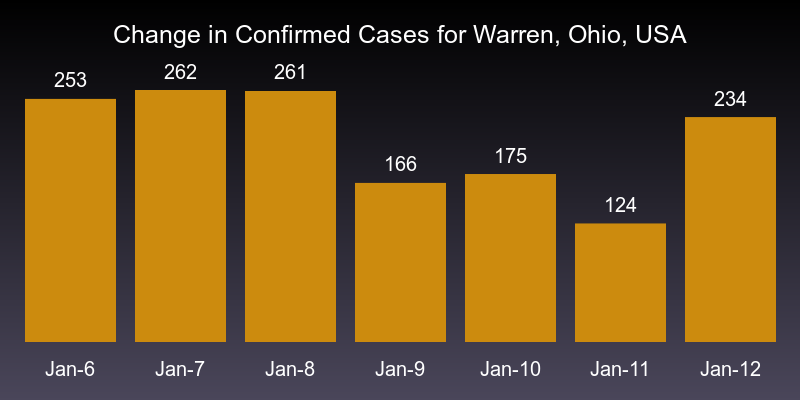 Change in Confirmed Cases for Warren, Ohio, USA
253 262 261 166 175 124 234
Jan-6 Jan-7 Jan-8 Jan-9 Jan-10 Jan-11 Jan-12